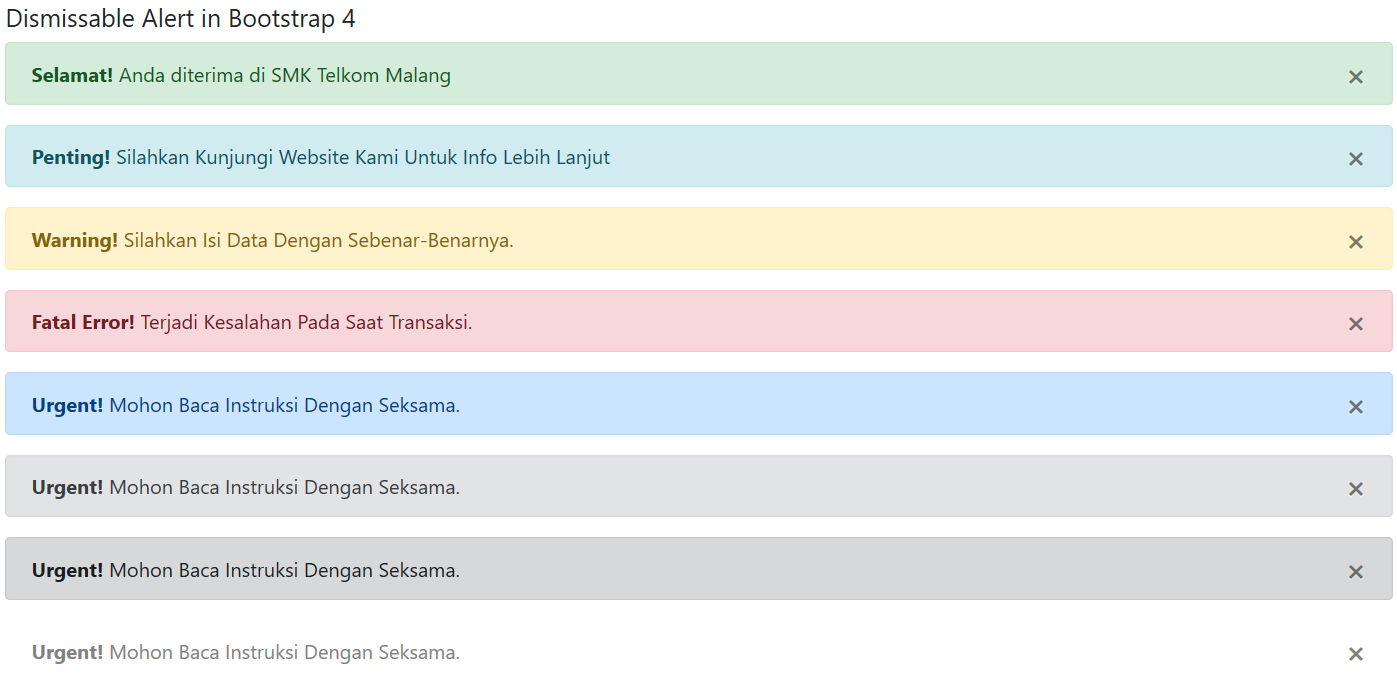 Dismissable Alert in Bootstrap 4
Selamat! Anda diterima di SMK Telkom Malang ×
Penting! Silahkan Kunjungi Website Kami Untuk Info Lebih Lanjut ×
Warning! Silahkan Isi Data Dengan Sebenar-Benarnya. ×
Fatal Error! Terjadi Kesalahan Pada Saat Transaksi. ×
Urgent! Mohon Baca Instruksi Dengan Seksama. ×
Urgent! Mohon Baca Instruksi Dengan Seksama. ×
Urgent! Mohon Baca Instruksi Dengan Seksama. ×
Urgent! Mohon Baca Instruksi Dengan Seksama. ×